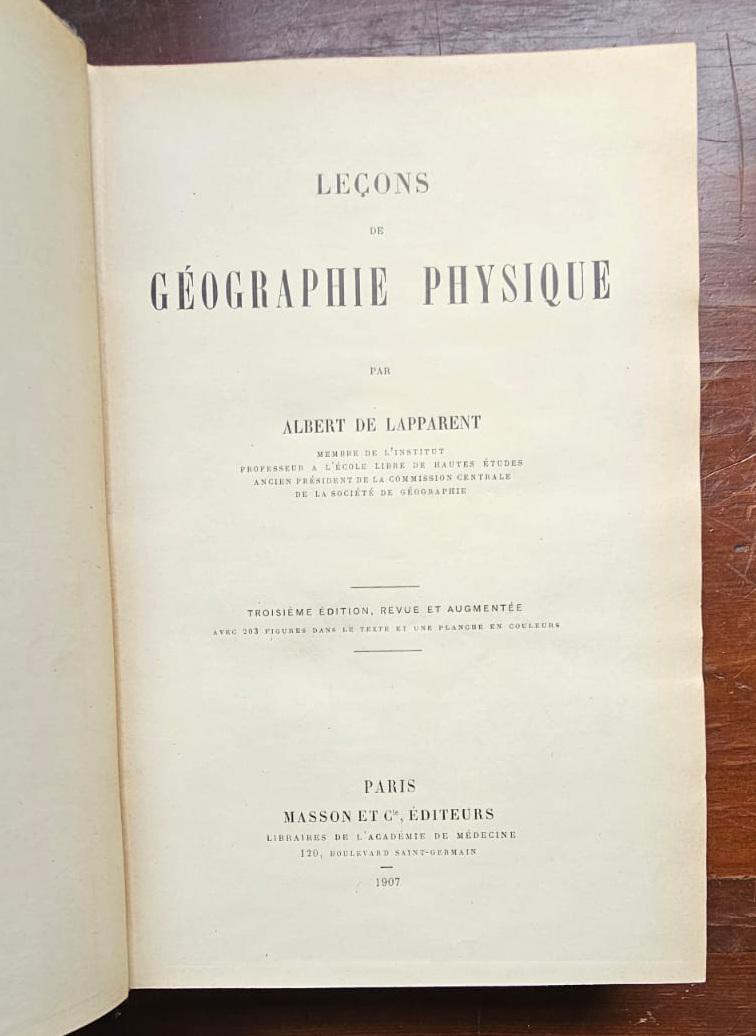 LEÇONS
DE
GÉOGRAPHIE PHYSIQUE
PAR
ALBERT DE LAPPARENT
MEMBRE DE L'INSTITUT
PROFESSEUR A L'ÉCOLE LIBRE DE HAUTES ÉTUDES
ANCIEN PRÉSIDENT DE LA COMMISSION CENTRALE
DE LA SOCIÉTÉ DE GÉOGRAPHIE
TROISIÈME ÉDITION, REVUE ET AUGMENTÉE
AVEC 203 FIGURES DANS LE TEXTE ET UNE PLANCHE EN COULEURS
PARIS
MASSON ET Cie, ÉDITEURS
LIBRAIRES DE L'ACADÉMIE DE MÉDECINE
120, BOULEVARD SAINT-GERMAIN
1907